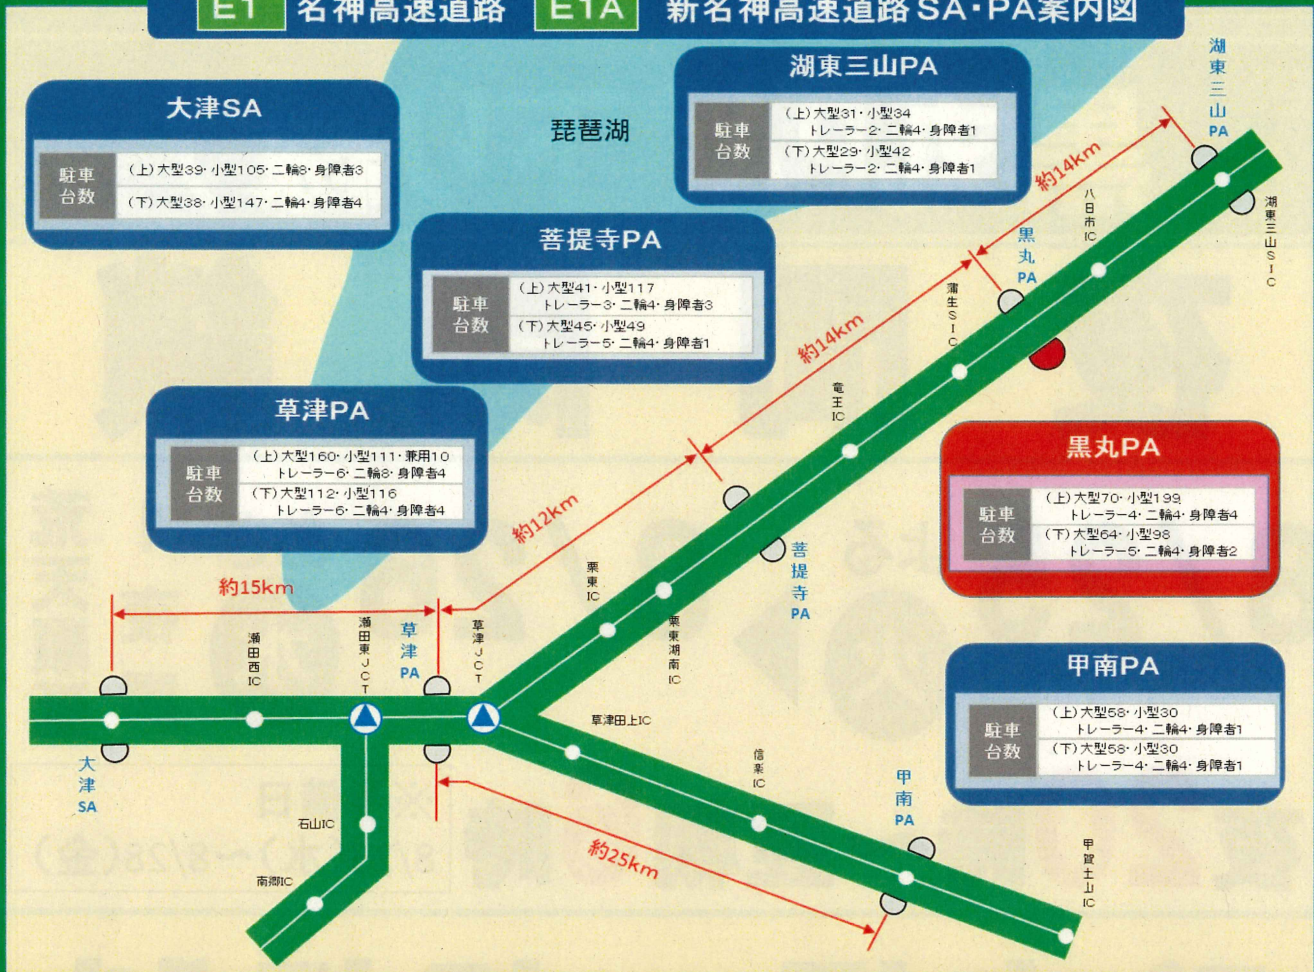 E1 名神高速道路 E1A 新名神高速道路 SA・PA案内図
大津SA
駐車
台数
(上)大型39・小型105・二輪8・身障者3
(下)大型38・小型147・二輪4・身障者4
琵琶湖
湖東三山PA
駐車
台数
(上)大型31・小型34
トレーラー2・二輪4・身障者1
(下)大型29・小型42
トレーラー2・二輪4・身障者1
菩提寺PA
駐車
台数
(上)大型41・小型117
トレーラー3・二輪4・身障者3
(下)大型45・小型49
トレーラー5・二輪4・身障者1
草津PA
駐車
台数
(上)大型160・小型111・兼用10
トレーラー6・二輪8・身障者4
(下)大型112・小型116
トレーラー6・二輪4・身障者4
黒丸PA
駐車
台数
(上)大型70・小型199
トレーラー4・二輪4・身障者4
(下)大型64・小型98
トレーラー5・二輪4・身障者2
甲南PA
駐車
台数
(上)大型58・小型30
トレーラー4・二輪4・身障者1
(下)大型58・小型30
トレーラー4・二輪4・身障者1
湖東三山PA
約14km
八日市IC
湖東三山SIC
黒丸PA
蒲生SIC
約14km
竜王IC
約12km
菩提寺PA
栗東IC
栗東湖南IC
約15km
瀬田西IC
瀬田東JCT
草津PA
草津JCT
大津SA
草津田上IC
信楽IC
甲南PA
甲賀土山IC
約25km
石山IC
南郷IC